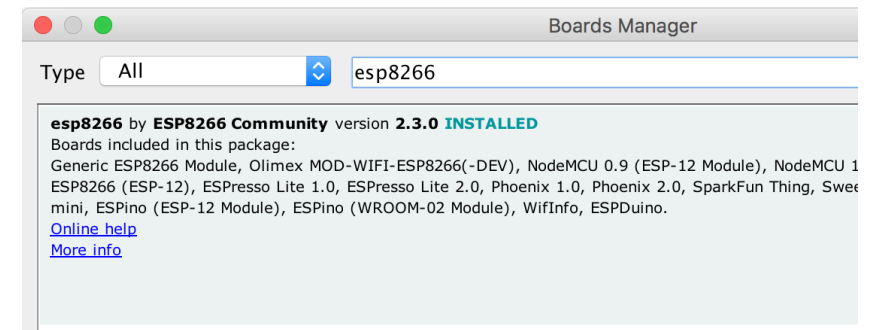 Boards Manager
Type All esp8266
esp8266 by ESP8266 Community version 2.3.0 INSTALLED
Boards included in this package:
Generic ESP8266 Module, Olimex MOD-WIFI-ESP8266(-DEV), NodeMCU 0.9 (ESP-12 Module), NodeMCU 1
ESP8266 (ESP-12), ESPresso Lite 1.0, ESPresso Lite 2.0, Phoenix 1.0, Phoenix 2.0, SparkFun Thing, Swee
mini, ESPino (ESP-12 Module), ESPino (WROOM-02 Module), WifInfo, ESPDuino.
Online help
More info